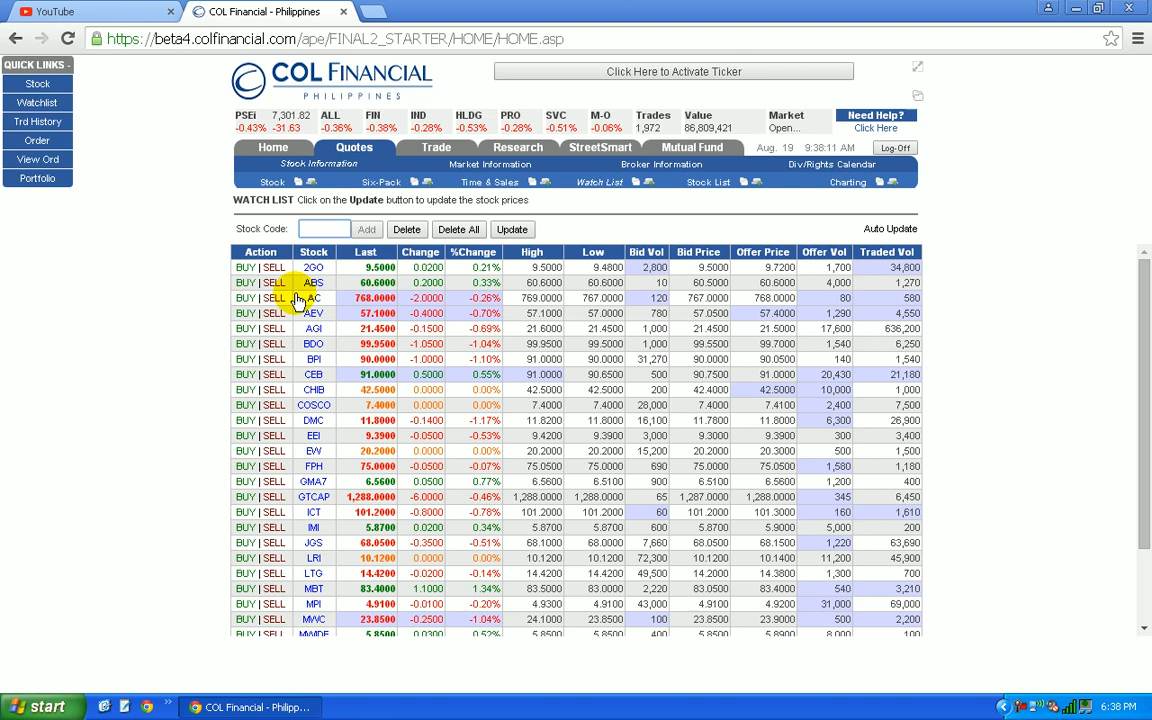 YouTube
COL Financial - Philippines
https://beta4.colfinancial.com/ape/FINAL2_STARTER/HOME/HOME.asp
QUICK LINKS -
Stock
Watchlist
Trd History
Order
View Ord
Portfolio
COL FINANCIAL
PHILIPPINES
Click Here to Activate Ticker
PSEi 7,301.82 ALL FIN IND HLDG PRO SVC M-O Trades Value Market Need Help?
-0.43% -31.63 -0.36% -0.38% -0.28% -0.53% -0.28% -0.51% -0.06% 1,972 86,809,421 Open... Click Here
Home Quotes Trade Research StreetSmart Mutual Fund Aug. 19 9:38:11 AM Log-Off
Stock Information Market Information Broker Information Div/Rights Calendar
Stock Six-Pack Time & Sales Watch List Stock List Charting
WATCH LIST Click on the Update button to update the stock prices
Stock Code: Add Delete Delete All Update Auto Update
Action Stock Last Change %Change High Low Bid Vol Bid Price Offer Price Offer Vol Traded Vol
BUY | SELL 2GO 9.5000 0.0200 0.21% 9.5000 9.4800 2,800 9.5000 9.7200 1,700 34,800
BUY | SELL ABS 60.6000 0.2000 0.33% 60.6000 60.6000 10 60.5000 60.6000 4,000 1,270
BUY | SELL AC 768.0000 -2.0000 -0.26% 769.0000 767.0000 120 767.0000 768.0000 80 580
BUY | SELL AEV 57.1000 -0.4000 -0.70% 57.1000 57.0000 780 57.0500 57.4000 1,290 4,550
BUY | SELL AGI 21.4500 -0.1500 -0.69% 21.6000 21.4500 1,000 21.4500 21.5000 17,600 636,200
BUY | SELL BDO 99.9500 -1.0500 -1.04% 99.9500 99.5000 1,000 99.5500 99.7000 1,540 6,250
BUY | SELL BPI 90.0000 -1.0000 -1.10% 91.0000 90.0000 31,270 90.0000 90.0500 140 1,540
BUY | SELL CEB 91.0000 0.5000 0.55% 91.0000 90.6500 500 90.7500 91.0000 20,430 21,180
BUY | SELL CHIB 42.5000 0.0000 0.00% 42.5000 42.5000 200 42.4000 42.5000 10,000 1,000
BUY | SELL COSCO 7.4000 0.0000 0.00% 7.4000 7.4000 28,000 7.4000 7.4100 2,400 7,500
BUY | SELL DMC 11.8000 -0.1400 -1.17% 11.8200 11.8000 16,100 11.7800 11.8000 6,300 26,900
BUY | SELL EEI 9.3900 -0.0500 -0.53% 9.4200 9.3900 3,000 9.3000 9.3900 300 3,400
BUY | SELL EW 20.2000 0.0000 0.00% 20.2000 20.2000 15,200 20.0000 20.2000 500 1,500
BUY | SELL FPH 75.0000 -0.0500 -0.07% 75.0500 75.0000 690 75.0000 75.0500 1,580 1,180
BUY | SELL GMA7 6.5600 0.0500 0.77% 6.5600 6.5100 900 6.5100 6.5600 1,200 400
BUY | SELL GTCAP 1,288.0000 -6.0000 -0.46% 1,288.0000 1,288.0000 65 1,287.0000 1,288.0000 345 6,450
BUY | SELL ICT 101.2000 -0.8000 -0.78% 101.2000 101.0000 60 101.2000 101.3000 160 1,610
BUY | SELL IMI 5.8700 0.0200 0.34% 5.8700 5.8700 600 5.8700 5.9000 5,000 200
BUY | SELL JGS 68.0500 -0.3500 -0.51% 68.1000 68.0000 7,660 68.0500 68.1500 1,220 63,690
BUY | SELL LRI 10.1200 0.0000 0.00% 10.1200 10.1200 72,300 10.1200 10.1400 11,200 45,900
BUY | SELL LTG 14.4200 -0.0200 -0.14% 14.4200 14.4200 49,500 14.2000 14.3800 1,300 700
BUY | SELL MBT 83.4000 1.1000 1.34% 83.5000 83.0000 2,220 83.0500 83.4000 540 3,210
BUY | SELL MPI 4.9100 -0.0100 -0.20% 4.9300 4.9100 43,000 4.9100 4.9200 31,000 69,000
BUY | SELL MWC 23.8500 -0.2500 -1.04% 24.1000 23.8500 100 23.8500 23.9000 500 2,200
BUY | SELL MWIDE 5.8500 0.0300 0.52% 5.8500 5.8500 400 5.8500 5.8900 8,000 100
start COL Financial - Philipp... 6:38 PM